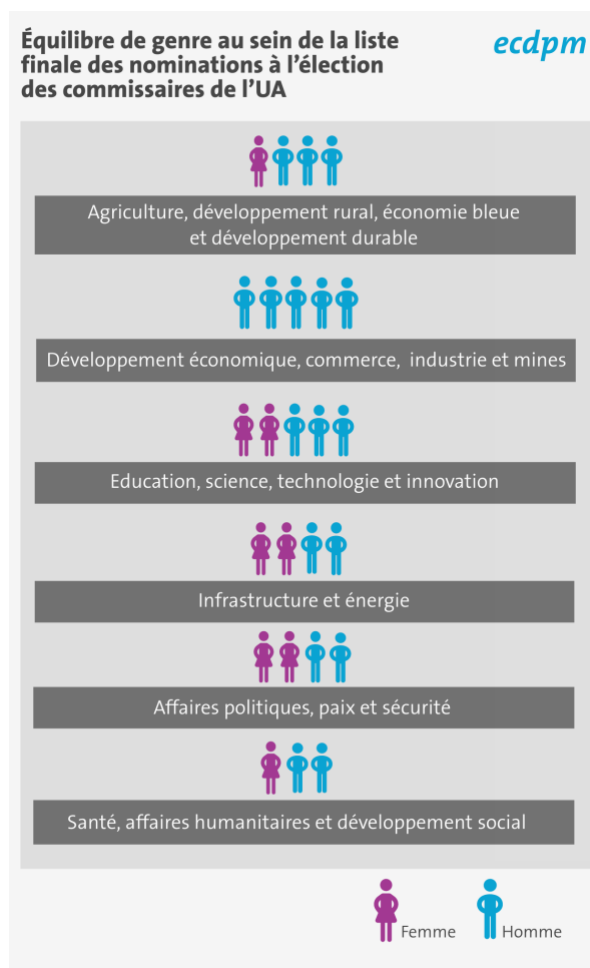 Équilibre de genre au sein de la liste
finale des nominations à l’élection
des commissaires de l’UA
ecdpm
Agriculture, développement rural, économie bleue
et développement durable
Développement économique, commerce, industrie et mines
Education, science, technologie et innovation
Infrastructure et énergie
Affaires politiques, paix et sécurité
Santé, affaires humanitaires et développement social
Femme
Homme